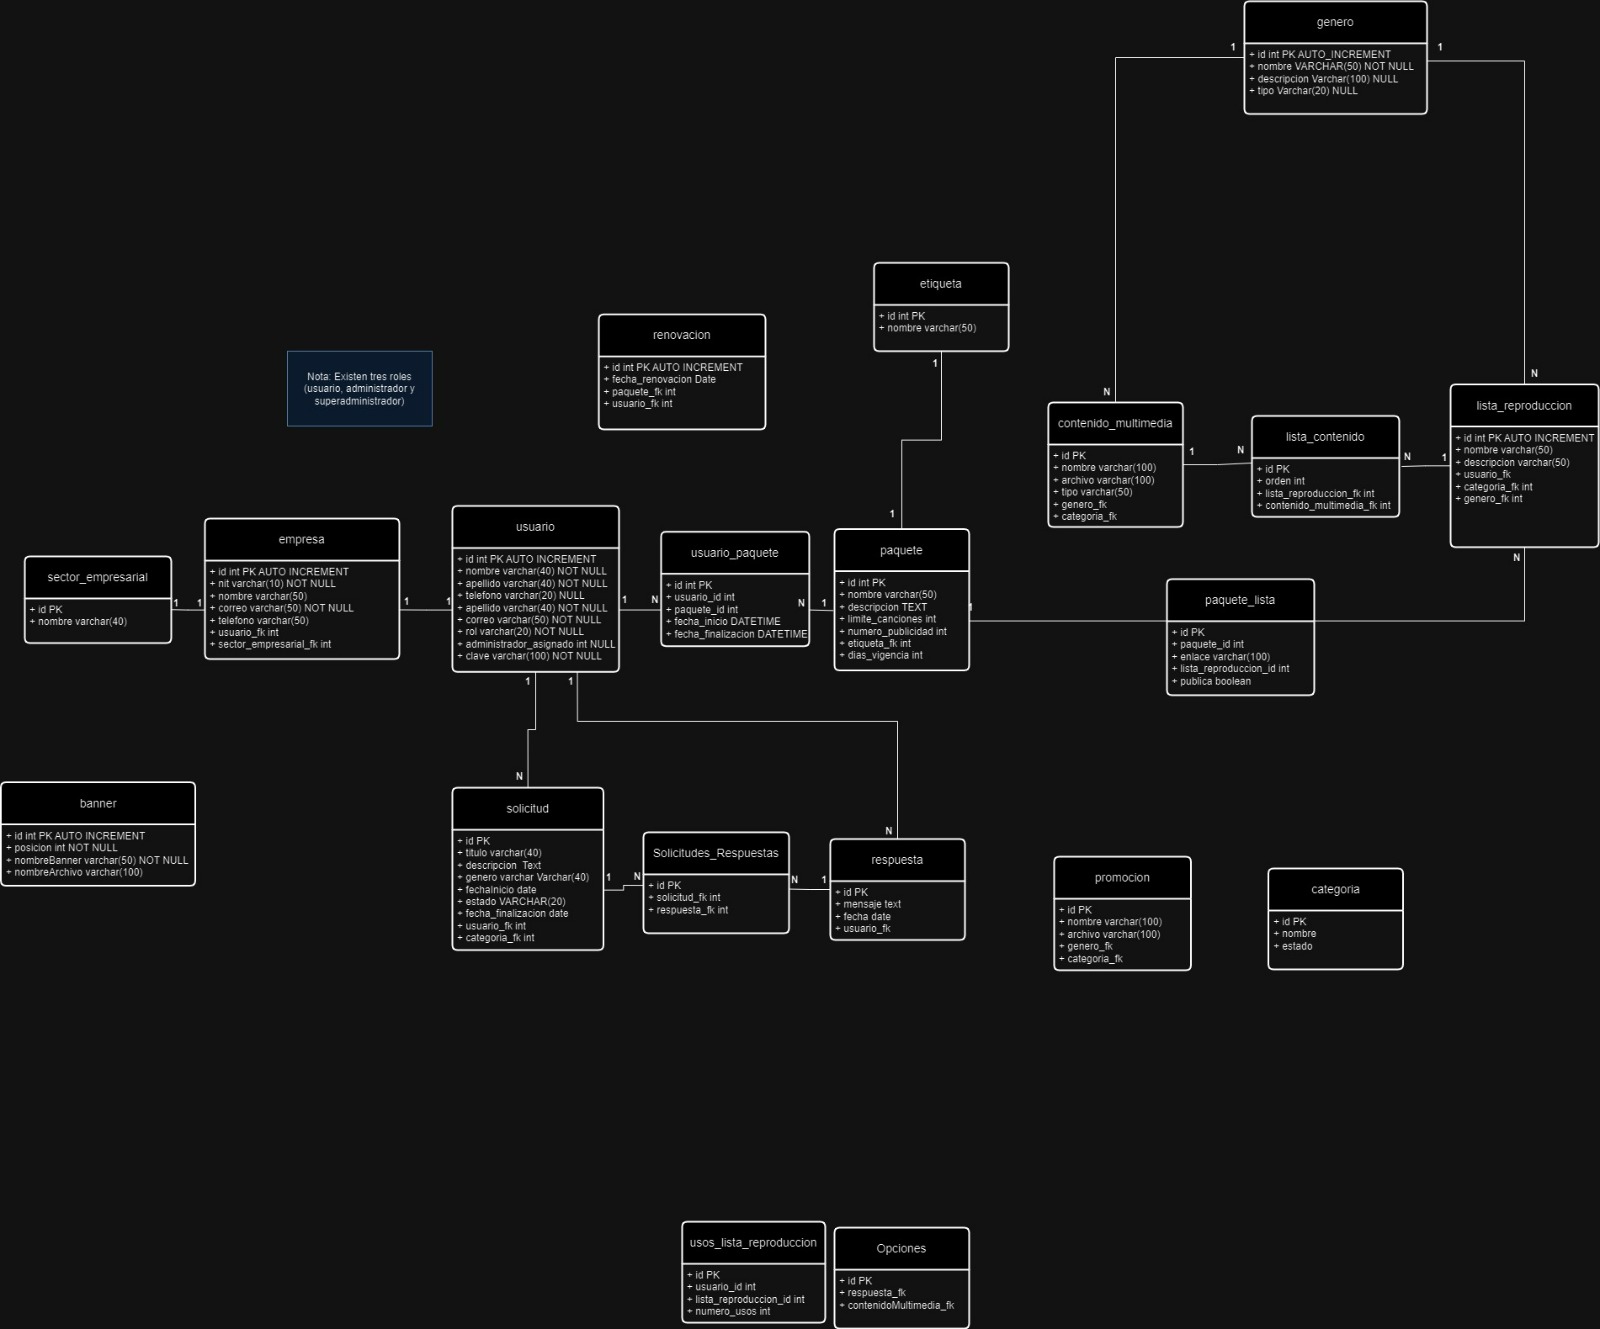 genero
+ id int PK AUTO_INCREMENT
+ nombre VARCHAR(50) NOT NULL
+ descripcion Varchar(100) NULL
+ tipo Varchar(20) NULL
1
1
etiqueta
+ id int PK
+ nombre varchar(50)
1
renovacion
+ id int PK AUTO INCREMENT
+ fecha_renovacion Date
+ paquete_fk int
+ usuario_fk int
Nota: Existen tres roles
(usuario, administrador y
superadministrador)
N
contenido_multimedia
+ id PK
+ nombre varchar(100)
+ archivo varchar(100)
+ tipo varchar(50)
+ genero_fk
+ categoria_fk
1
N
lista_contenido
+ id PK
+ orden int
+ lista_reproduccion_fk int
+ contenido_multimedia_fk int
N
1
N
lista_reproduccion
+ id int PK AUTO INCREMENT
+ nombre varchar(50)
+ descripcion varchar(50)
+ usuario_fk
+ categoria_fk int
+ genero_fk int
N
sector_empresarial
+ id PK
+ nombre varchar(40)
1
1
empresa
+ id int PK AUTO INCREMENT
+ nit varchar(10) NOT NULL
+ nombre varchar(50)
+ correo varchar(50) NOT NULL
+ telefono varchar(50)
+ usuario_fk int
+ sector_empresarial_fk int
1
1
usuario
+ id int PK AUTO INCREMENT
+ nombre varchar(40) NOT NULL
+ apellido varchar(40) NOT NULL
+ telefono varchar(20) NULL
+ apellido varchar(40) NOT NULL
+ correo varchar(50) NOT NULL
+ rol varchar(20) NOT NULL
+ administrador_asignado int NULL
+ clave varchar(100) NOT NULL
1
N
1
1
usuario_paquete
+ id int PK
+ usuario_id int
+ paquete_id int
+ fecha_inicio DATETIME
+ fecha_finalizacion DATETIME
N
1
1
paquete
+ id int PK
+ nombre varchar(50)
+ descripcion TEXT
+ limite_canciones int
+ numero_publicidad int
+ etiqueta_fk int
+ dias_vigencia int
1
paquete_lista
+ id PK
+ paquete_id int
+ enlace varchar(100)
+ lista_reproduccion_id int
+ publica boolean
banner
+ id int PK AUTO INCREMENT
+ posicion int NOT NULL
+ nombreBanner varchar(50) NOT NULL
+ nombreArchivo varchar(100)
N
solicitud
+ id PK
+ titulo varchar(40)
+ descripcion  Text
+ genero varchar Varchar(40)
+ fechaInicio date
+ estado VARCHAR(20)
+ fecha_finalizacion date
+ usuario_fk int
+ categoria_fk int
1
N
Solicitudes_Respuestas
+ id PK
+ solicitud_fk int
+ respuesta_fk int
N
1
N
respuesta
+ id PK
+ mensaje text
+ fecha date
+ usuario_fk
promocion
+ id PK
+ nombre varchar(100)
+ archivo varchar(100)
+ genero_fk
+ categoria_fk
categoria
+ id PK
+ nombre
+ estado
usos_lista_reproduccion
+ id PK
+ usuario_id int
+ lista_reproduccion_id int
+ numero_usos int
Opciones
+ id PK
+ respuesta_fk
+ contenidoMultimedia_fk